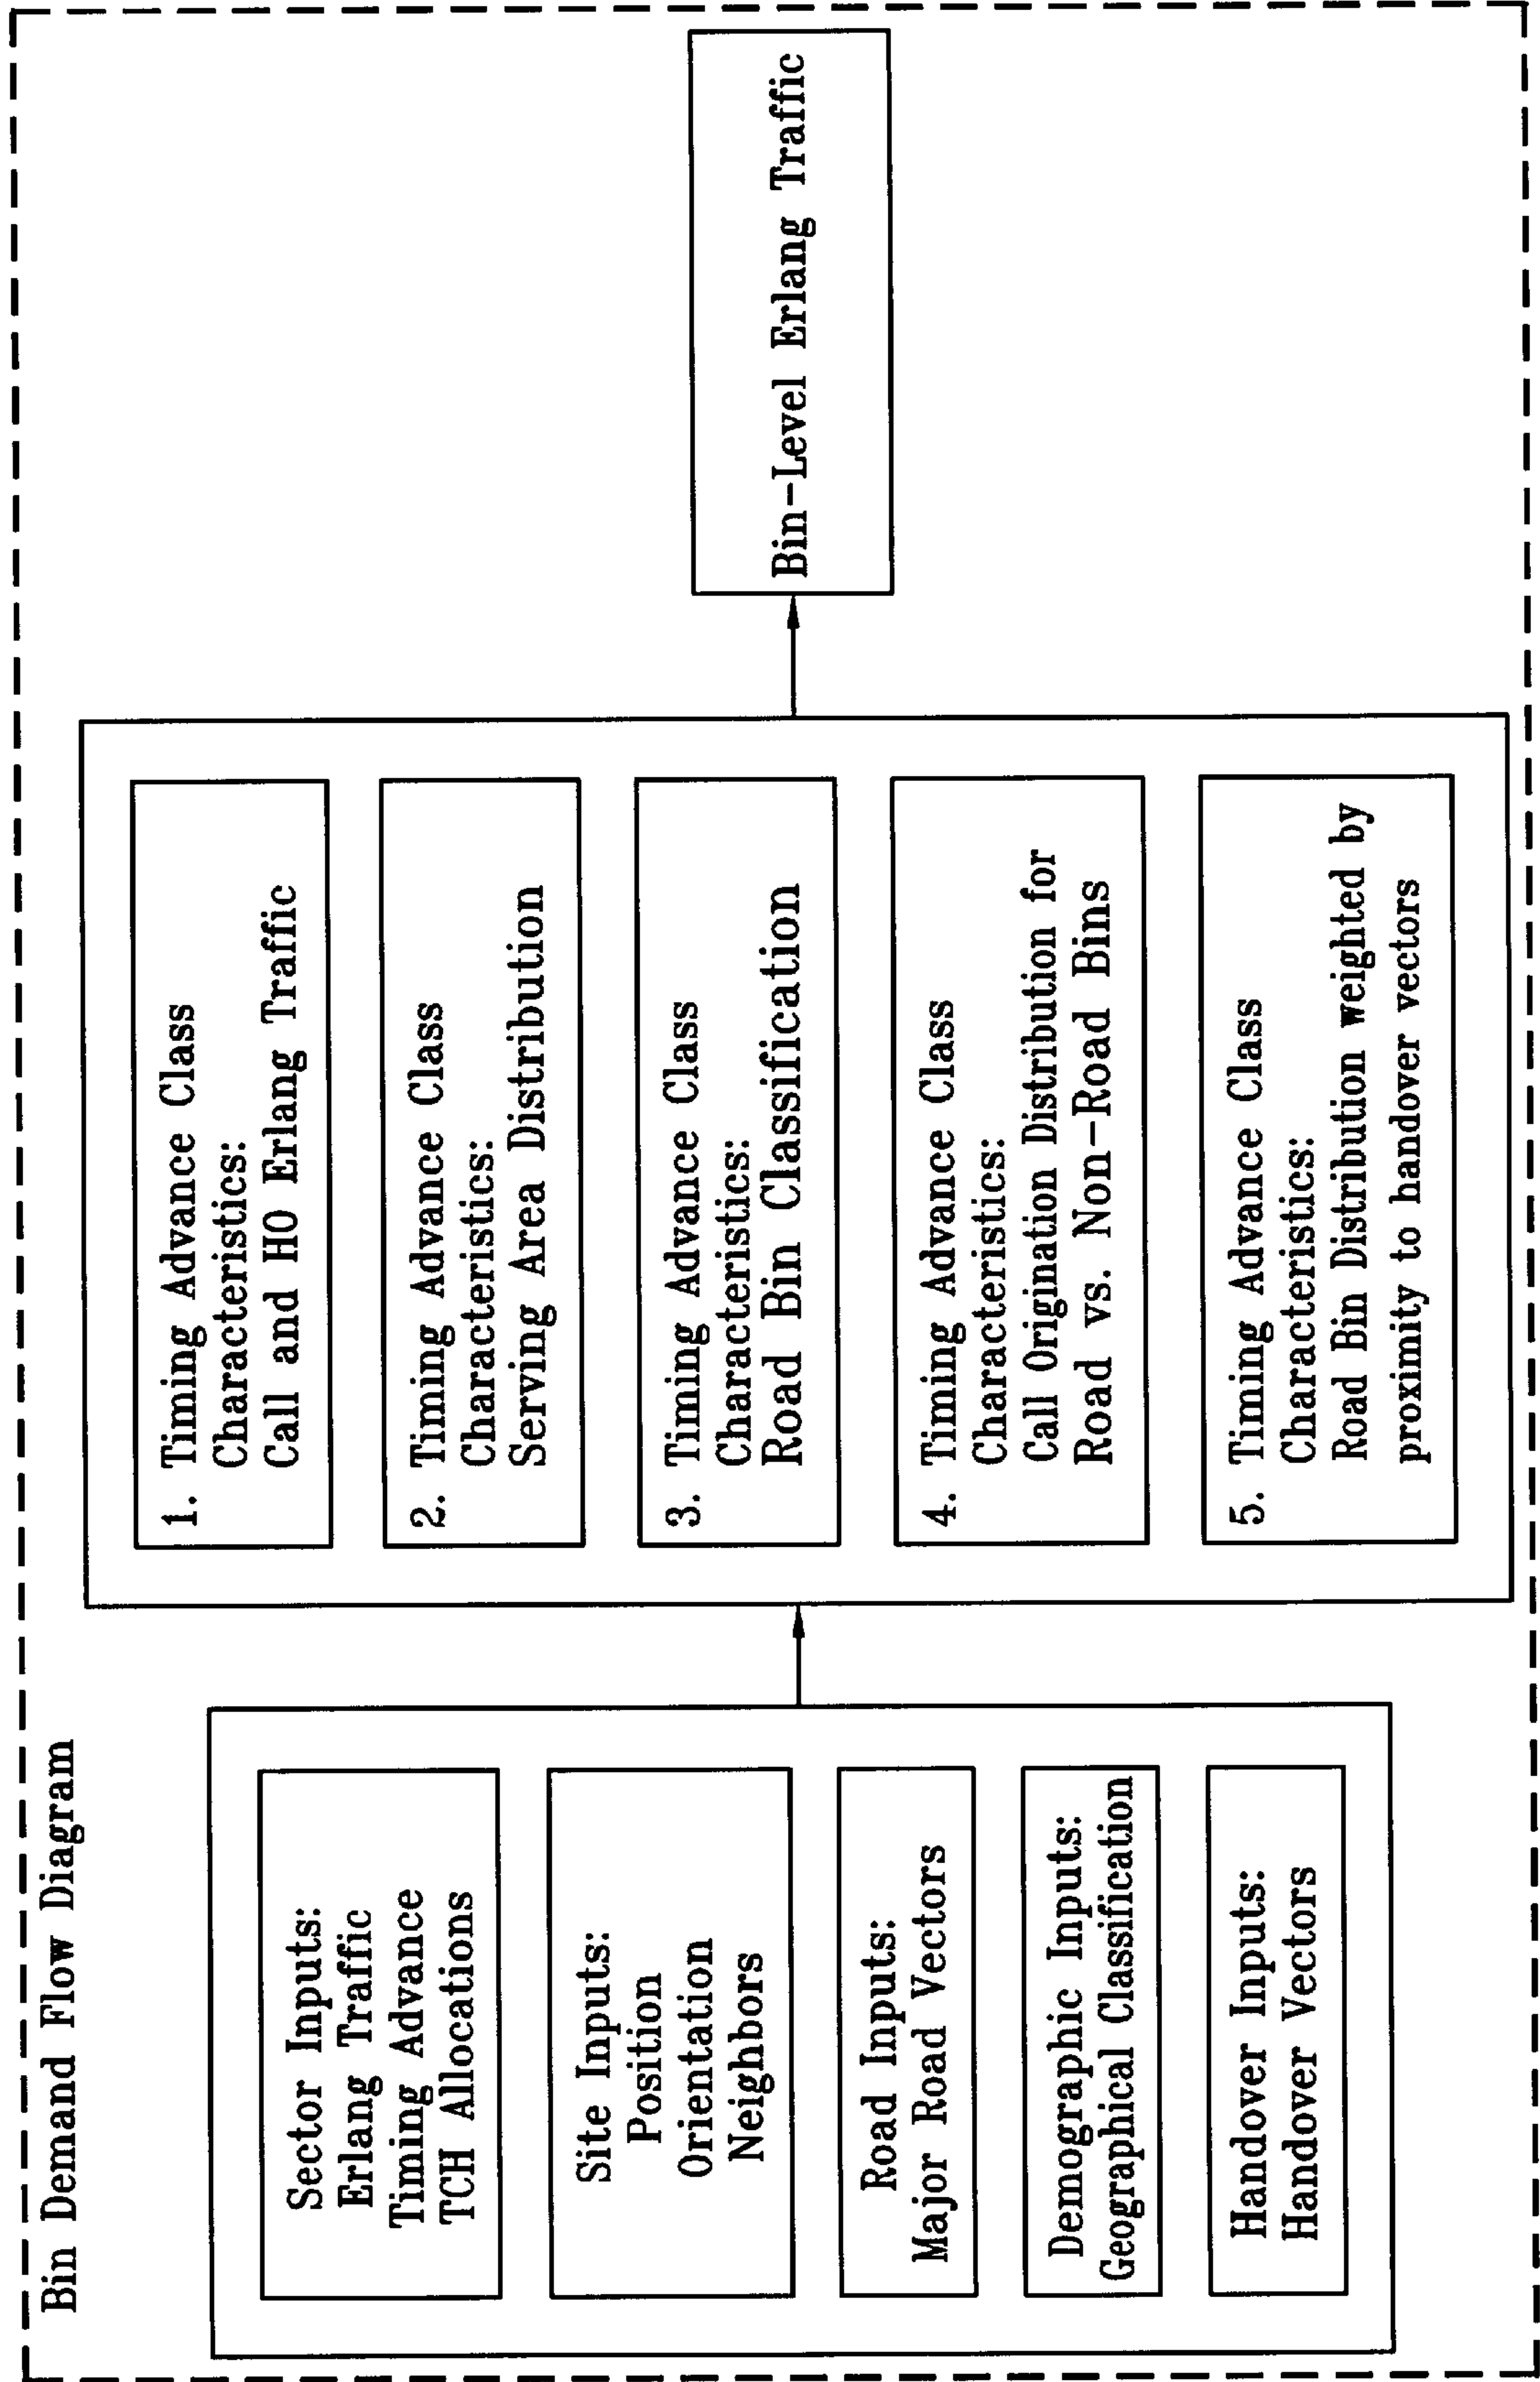 Bin Demand Flow Diagram
Sector Inputs:
Erlang Traffic
Timing Advance
TCH Allocations
Site Inputs:
Position
Orientation
Neighbors
Road Inputs:
Major Road Vectors
Demographic Inputs:
Geographical Classification
Handover Inputs:
Handover Vectors
1. Timing Advance Class
Characteristics:
Call and HO Erlang Traffic
2. Timing Advance Class
Characteristics:
Serving Area Distribution
3. Timing Advance Class
Characteristics:
Road Bin Classification
4. Timing Advance Class
Characteristics:
Call Origination Distribution for
Road vs. Non-Road Bins
5. Timing Advance Class
Characteristics:
Road Bin Distribution weighted by
proximity to handover vectors
Bin-Level Erlang Traffic